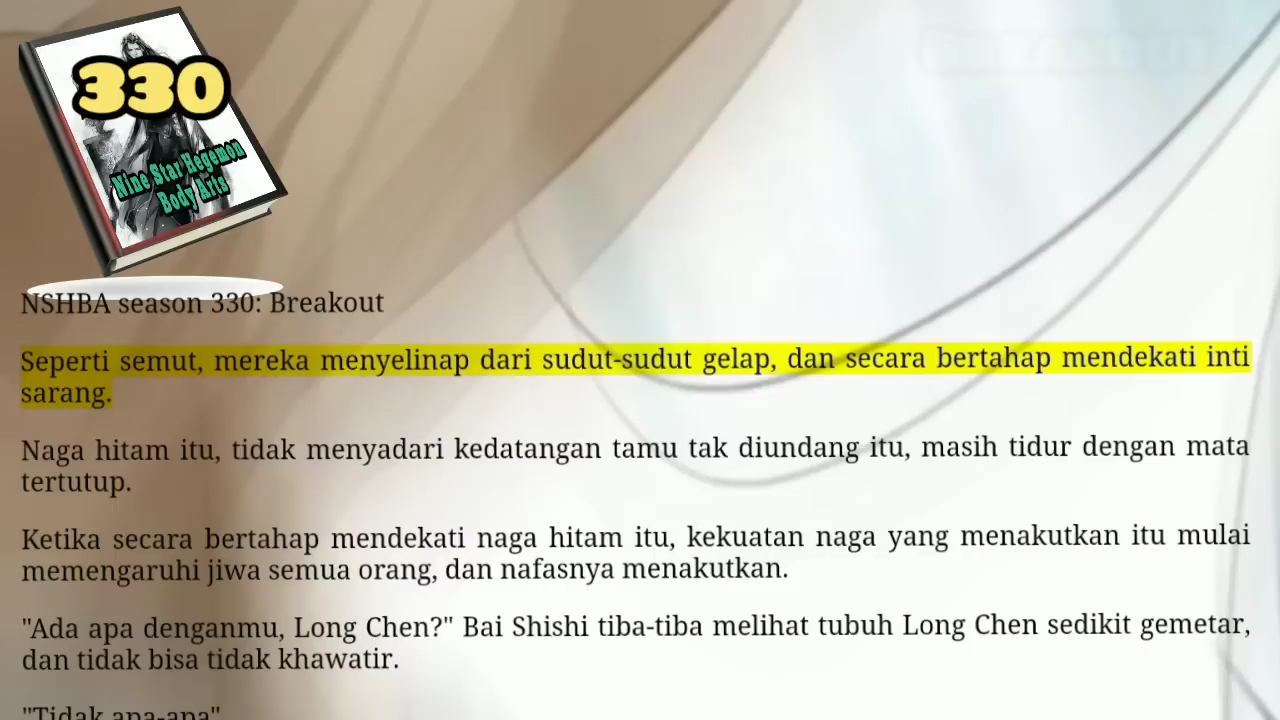 330
Nine Star Hegemon
Body Arts
NSHBA season 330: Breakout
Seperti semut, mereka menyelinap dari sudut-sudut gelap, dan secara bertahap mendekati inti
sarang.
Naga hitam itu, tidak menyadari kedatangan tamu tak diundang itu, masih tidur dengan mata
tertutup.
Ketika secara bertahap mendekati naga hitam itu, kekuatan naga yang menakutkan itu mulai
memengaruhi jiwa semua orang, dan nafasnya menakutkan.
"Ada apa denganmu, Long Chen?" Bai Shishi tiba-tiba melihat tubuh Long Chen sedikit gemetar,
dan tidak bisa tidak khawatir.
"Tidak apa-apa"